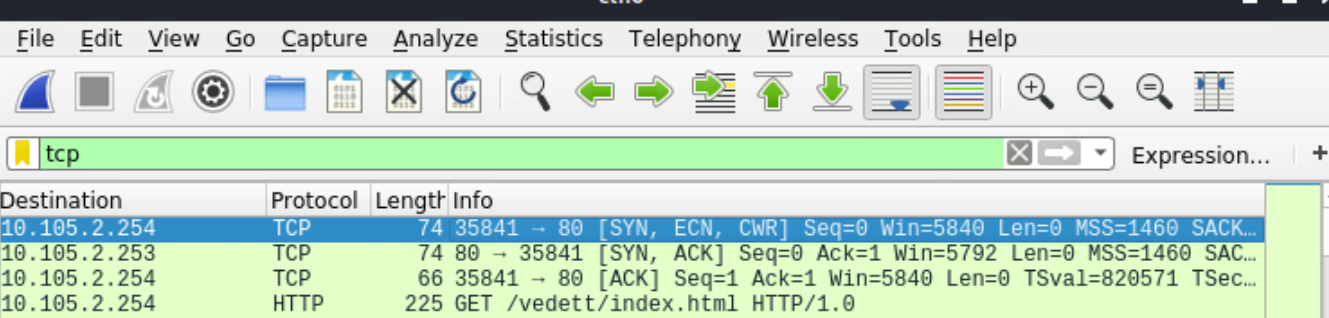 File Edit View Go Capture Analyze Statistics Telephony Wireless Tools Help
tcp Expression... +
Destination Protocol Length Info
10.105.2.254 TCP 74 35841 → 80 [SYN, ECN, CWR] Seq=0 Win=5840 Len=0 MSS=1460 SACK…
10.105.2.253 TCP 74 80 → 35841 [SYN, ACK] Seq=0 Ack=1 Win=5792 Len=0 MSS=1460 SAC…
10.105.2.254 TCP 66 35841 → 80 [ACK] Seq=1 Ack=1 Win=5840 Len=0 TSval=820571 TSec…
10.105.2.254 HTTP 225 GET /vedett/index.html HTTP/1.0